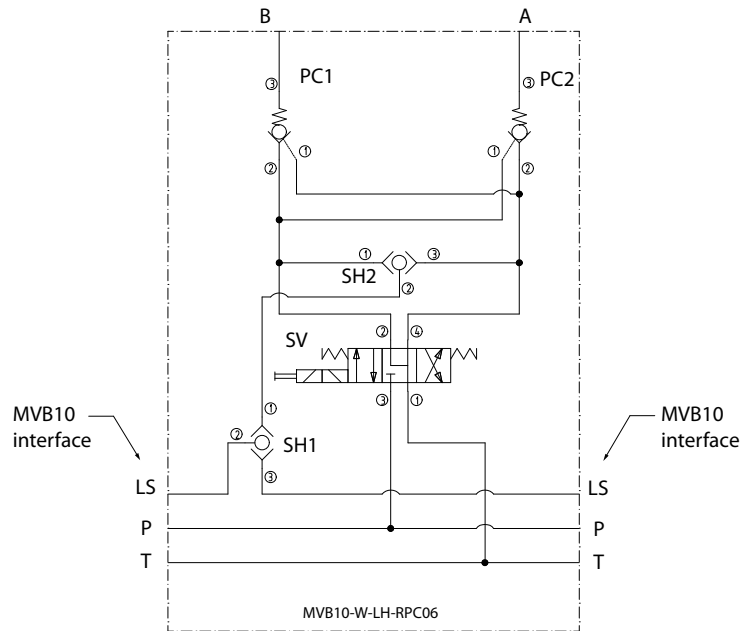 B A
PC1 PC2
③ ③
① ①
② ②
① ③
SH2
②
SV ② ④
③ ①
MVB10
interface
MVB10
interface
①
② SH1
③
LS LS
P P
T T
MVB10-W-LH-RPC06